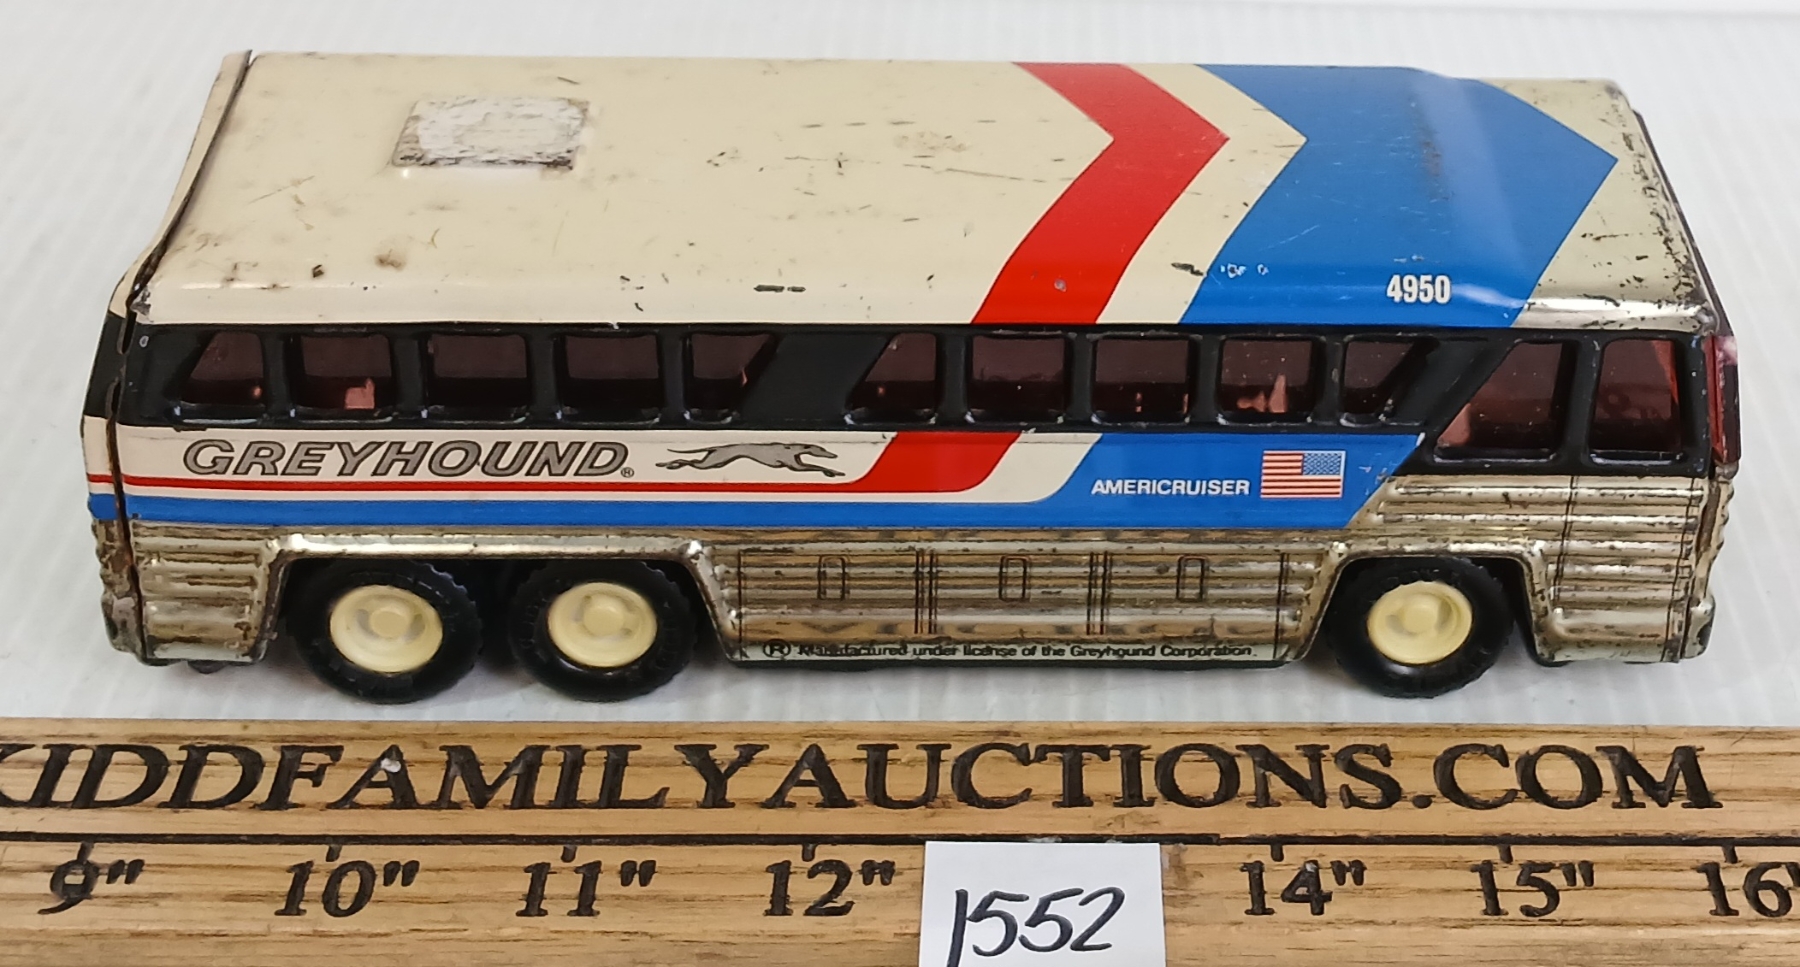 4950
GREYHOUND®
AMERICRUISER
® Manufactured under license of the Greyhound Corporation.
KIDDFAMILYAUCTIONS.COM
9" 10" 11" 12" 14" 15" 16"
1552